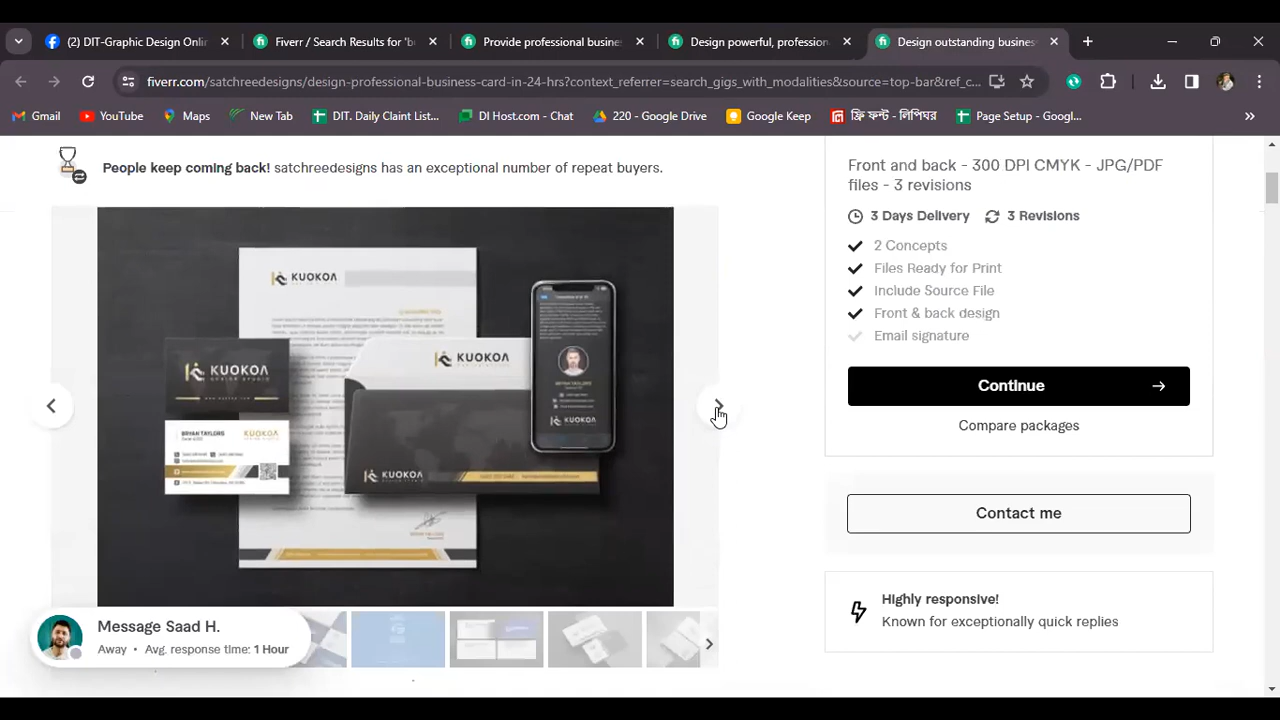 (2) DIT-Graphic Design Onli
Fiverr / Search Results for 'b
Provide professional busine
Design powerful, profession
Design outstanding busines
fiverr.com/satchreedesigns/design-professional-business-card-in-24-hrs?context_referrer=search_gigs_with_modalities&source=top-bar&ref_c...
Gmail
YouTube
Maps
New Tab
DIT. Daily Claint List...
DI Host.com - Chat
220 - Google Drive
Google Keep
ফ্রি ফন্ট – লিপিঘর
Page Setup - Googl...
People keep coming back! satchreedesigns has an exceptional number of repeat buyers.
KUOKOA
KUOKOA
KUOKOA
BRYAN TAYLORS
KUOKOA
KUOKOA
KUOKOA
Message Saad H.
Away • Avg. response time: 1 Hour
Front and back - 300 DPI CMYK - JPG/PDF
files - 3 revisions
3 Days Delivery 3 Revisions
2 Concepts
Files Ready for Print
Include Source File
Front & back design
Email signature
Continue
Compare packages
Contact me
Highly responsive!
Known for exceptionally quick replies